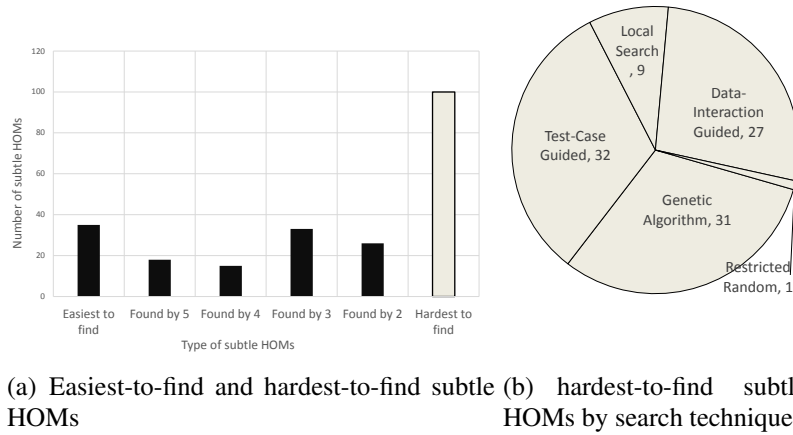 120
100
80
60
40
20
0
Number of subtle HOMs
Easiest to
find
Found by 5
Found by 4
Found by 3
Found by 2
Hardest to
find
Type of subtle HOMs
Local
Search
, 9
Data-
Interaction
Guided, 27
Test-Case
Guided, 32
Genetic
Algorithm, 31
Restricted
Random, 1
(a) Easiest-to-find and hardest-to-find subtle
HOMs
(b) hardest-to-find subtl
HOMs by search technique